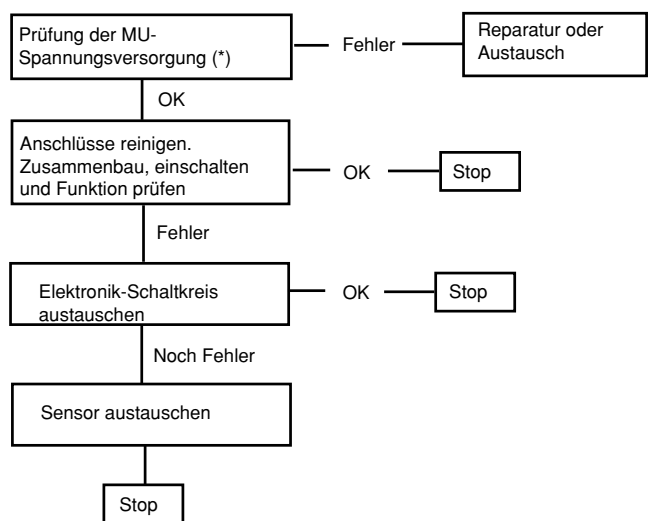 Prüfung der MU-
Spannungsversorgung (*)
Fehler
Reparatur oder
Austausch
OK
Anschlüsse reinigen.
Zusammenbau, einschalten
und Funktion prüfen
OK
Stop
Fehler
Elektronik-Schaltkreis
austauschen
OK
Stop
Noch Fehler
Sensor austauschen
Stop